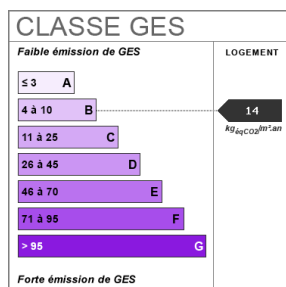 CLASSE GES
Faible émission de GES
LOGEMENT
≤ 3 A
4 à 10 B
14
kgéqCO2/m².an
11 à 25 C
26 à 45 D
46 à 70 E
71 à 95 F
> 95 G
Forte émission de GES